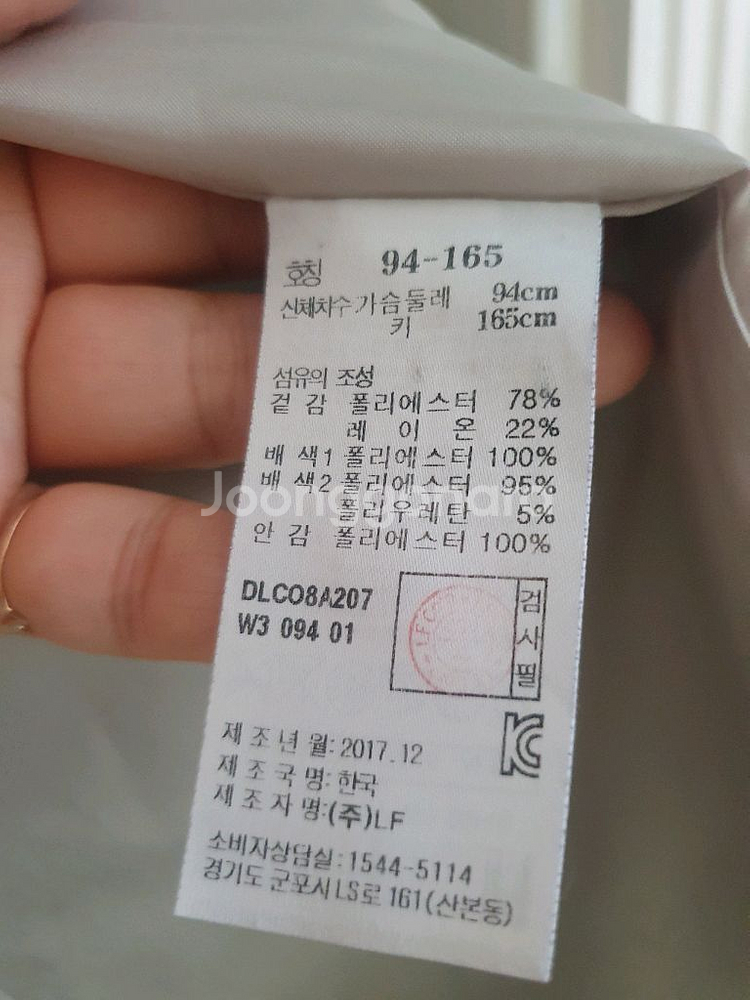 호칭 94-165
신체치수 가슴둘레 94cm
키 165cm
섬유의 조성
겉감 폴리에스터 78%
레이온 22%
배색1 폴리에스터 100%
배색2 폴리에스터 95%
폴리우레탄 5%
안감 폴리에스터 100%
Joonggonara
DLCO8A207
W3 094 01
검사필
KC
제조년월: 2017.12
제조국명: 한국
제조자명:(주)LF
소비자상담실:1544-5114
경기도 군포시 LS로 161(산본동)